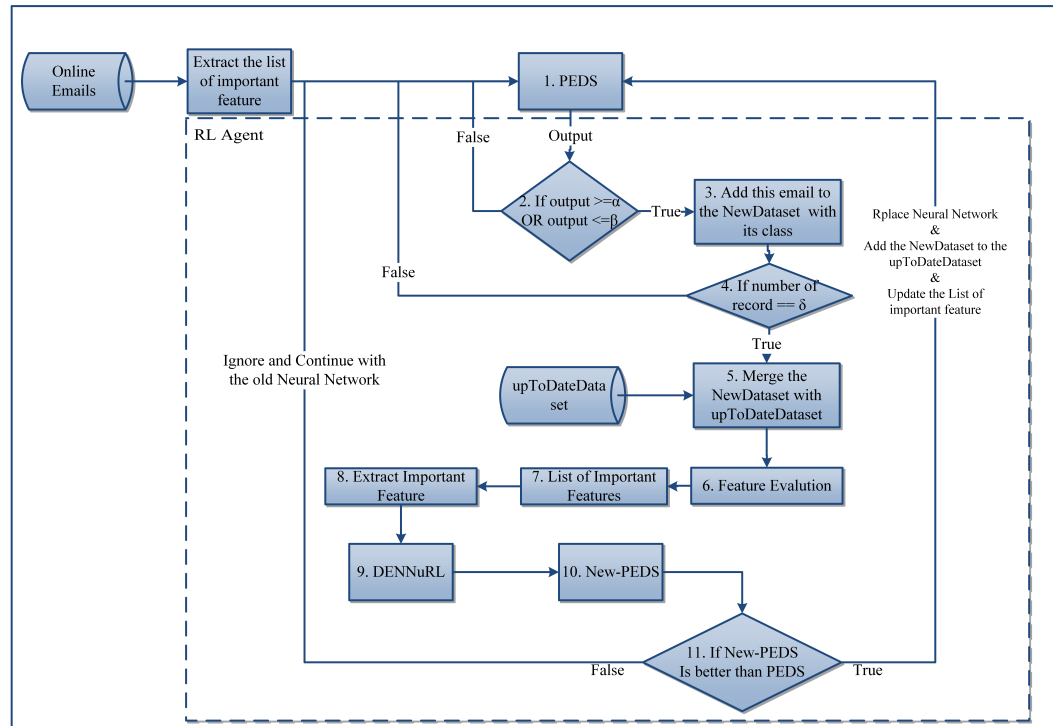 Online
Emails
Extract the list
of important
feature
1. PEDS
RL Agent
False
Output
2. If output >=α
OR output <=β
True
3. Add this email to
the NewDataset with
its class
Rplace Neural Network
&
Add the NewDataset to the
upToDateDataset
&
Update the List of
important feature
False
4. If number of
record == δ
True
Ignore and Continue with
the old Neural Network
upToDateData
set
5. Merge the
NewDataset with
upToDateDataset
8. Extract Important
Feature
7. List of Important
Features
6. Feature Evalution
9. DENNuRL
10. New-PEDS
11. If New-PEDS
Is better than PEDS
False
True